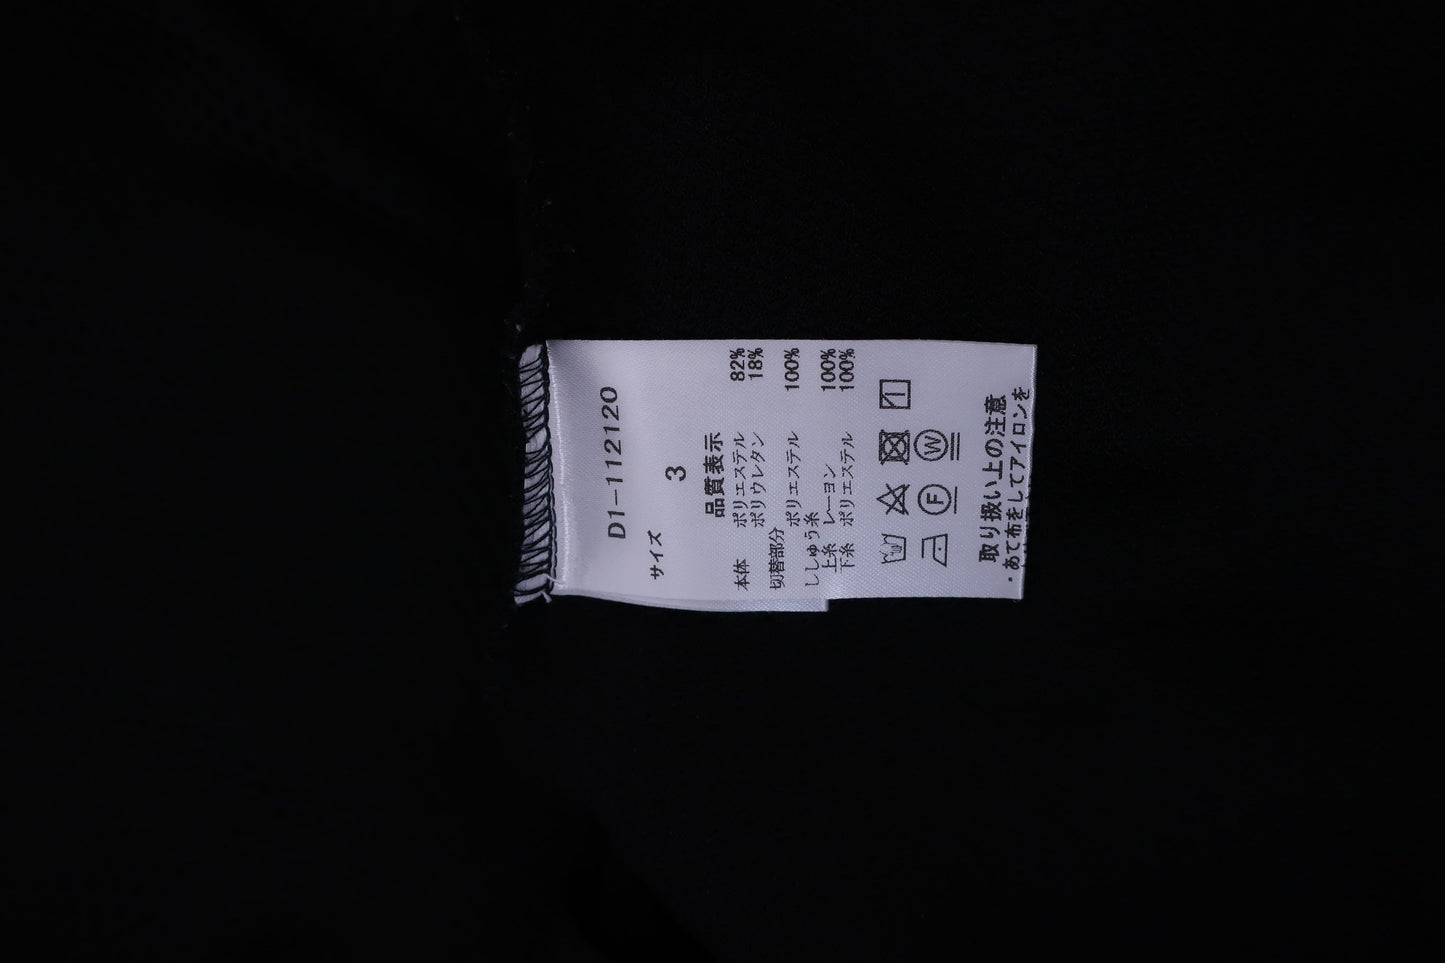 D1-112120
サイズ
3
品質表示
本体 ポリエステル 82%
ポリウレタン 18%
切替部分
ポリエステル 100%
ししゅう糸
上糸 レーヨン 100%
下糸 ポリエステル 100%
W
F
取り扱い上の注意
・あて布をしてアイロンを